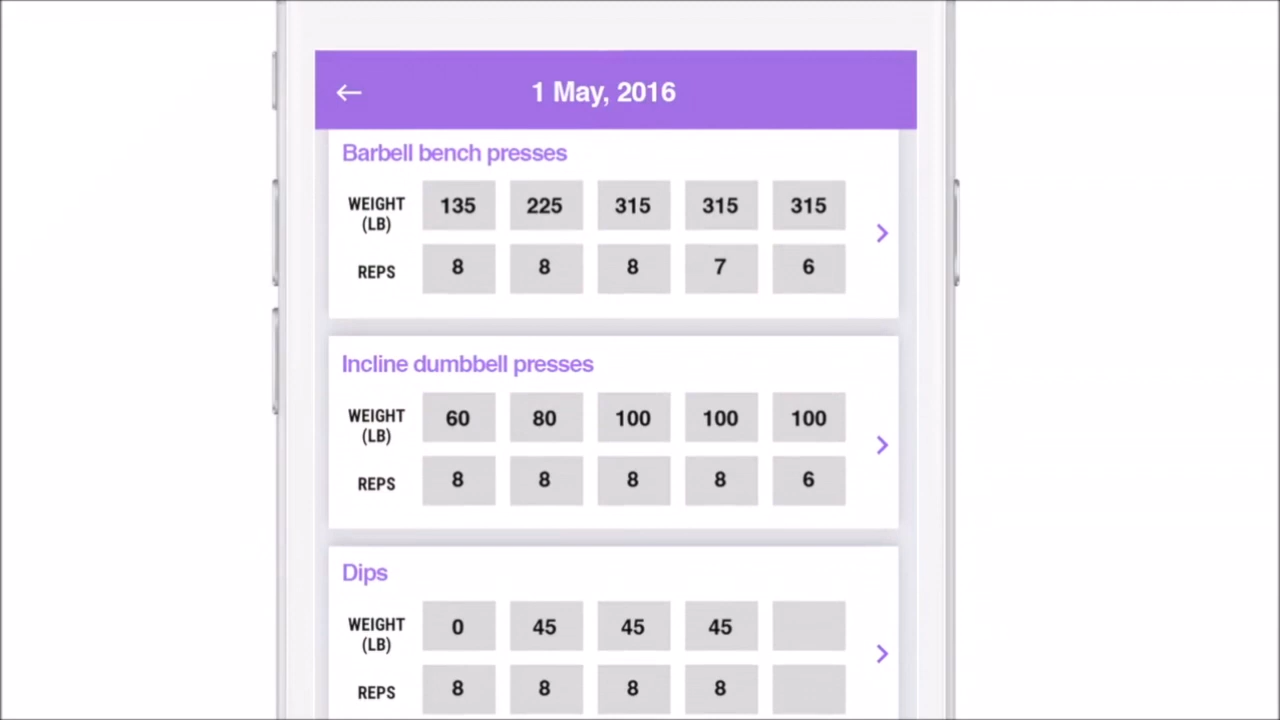 1 May, 2016
Barbell bench presses
WEIGHT (LB) 135 225 315 315 315
REPS 8 8 8 7 6
Incline dumbbell presses
WEIGHT (LB) 60 80 100 100 100
REPS 8 8 8 8 6
Dips
WEIGHT (LB) 0 45 45 45
REPS 8 8 8 8